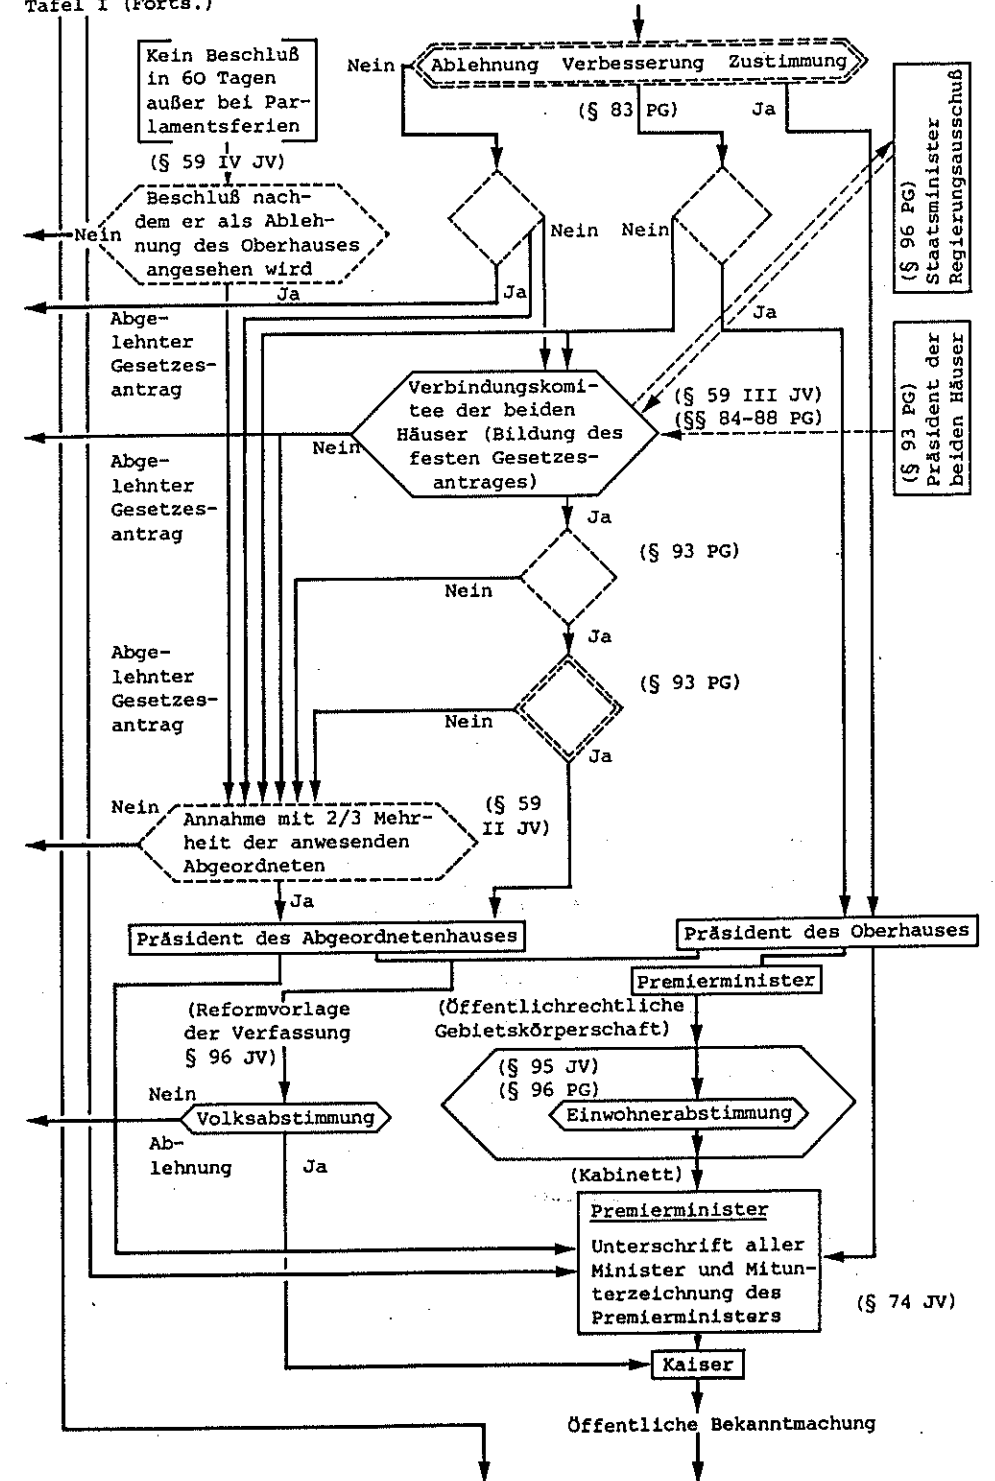 Tafel I (Forts.)
Kein Beschluß
in 60 Tagen
außer bei Par-
lamentsferien
(§ 59 IV JV)
Nein
Ablehnung Verbesserung Zustimmung
(§ 83 PG)
Ja
(§ 96 PG)
Staatsminister
Regierungsausschuß
Beschluß nach-
dem er als Ableh-
nung des Oberhauses
angesehen wird
Nein
Ja
Nein
Nein
Ja
Ja
Abge-
lehnter
Gesetzes-
antrag
(§ 93 PG)
Präsident der
beiden Häuser
Verbindungskomi-
tee der beiden
Häuser (Bildung des
festen Gesetzes-
antrages)
(§ 59 III JV)
(§§ 84-88 PG)
Nein
Abge-
lehnter
Gesetzes-
antrag
Ja
(§ 93 PG)
Nein
Ja
Abge-
lehnter
Gesetzes-
antrag
(§ 93 PG)
Nein
Ja
Nein
Annahme mit 2/3 Mehr-
heit der anwesenden
Abgeordneten
(§ 59
II JV)
Ja
Präsident des Abgeordnetenhauses
Präsident des Oberhauses
Premierminister
(Reformvorlage
der Verfassung
§ 96 JV)
(Öffentlichrechtliche
Gebietskörperschaft)
(§ 95 JV)
(§ 96 PG)
Einwohnerabstimmung
Nein
Volksabstimmung
Ab-
lehnung
Ja
(Kabinett)
Premierminister
Unterschrift aller
Minister und Mitun-
terzeichnung des
Premierministers
(§ 74 JV)
Kaiser
Öffentliche Bekanntmachung